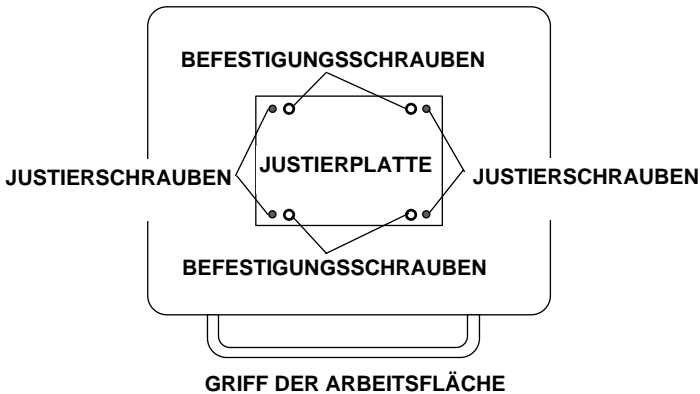 BEFESTIGUNGSSCHRAUBEN
JUSTIERPLATTE
JUSTIERSCHRAUBEN
JUSTIERSCHRAUBEN
BEFESTIGUNGSSCHRAUBEN
GRIFF DER ARBEITSFLÄCHE